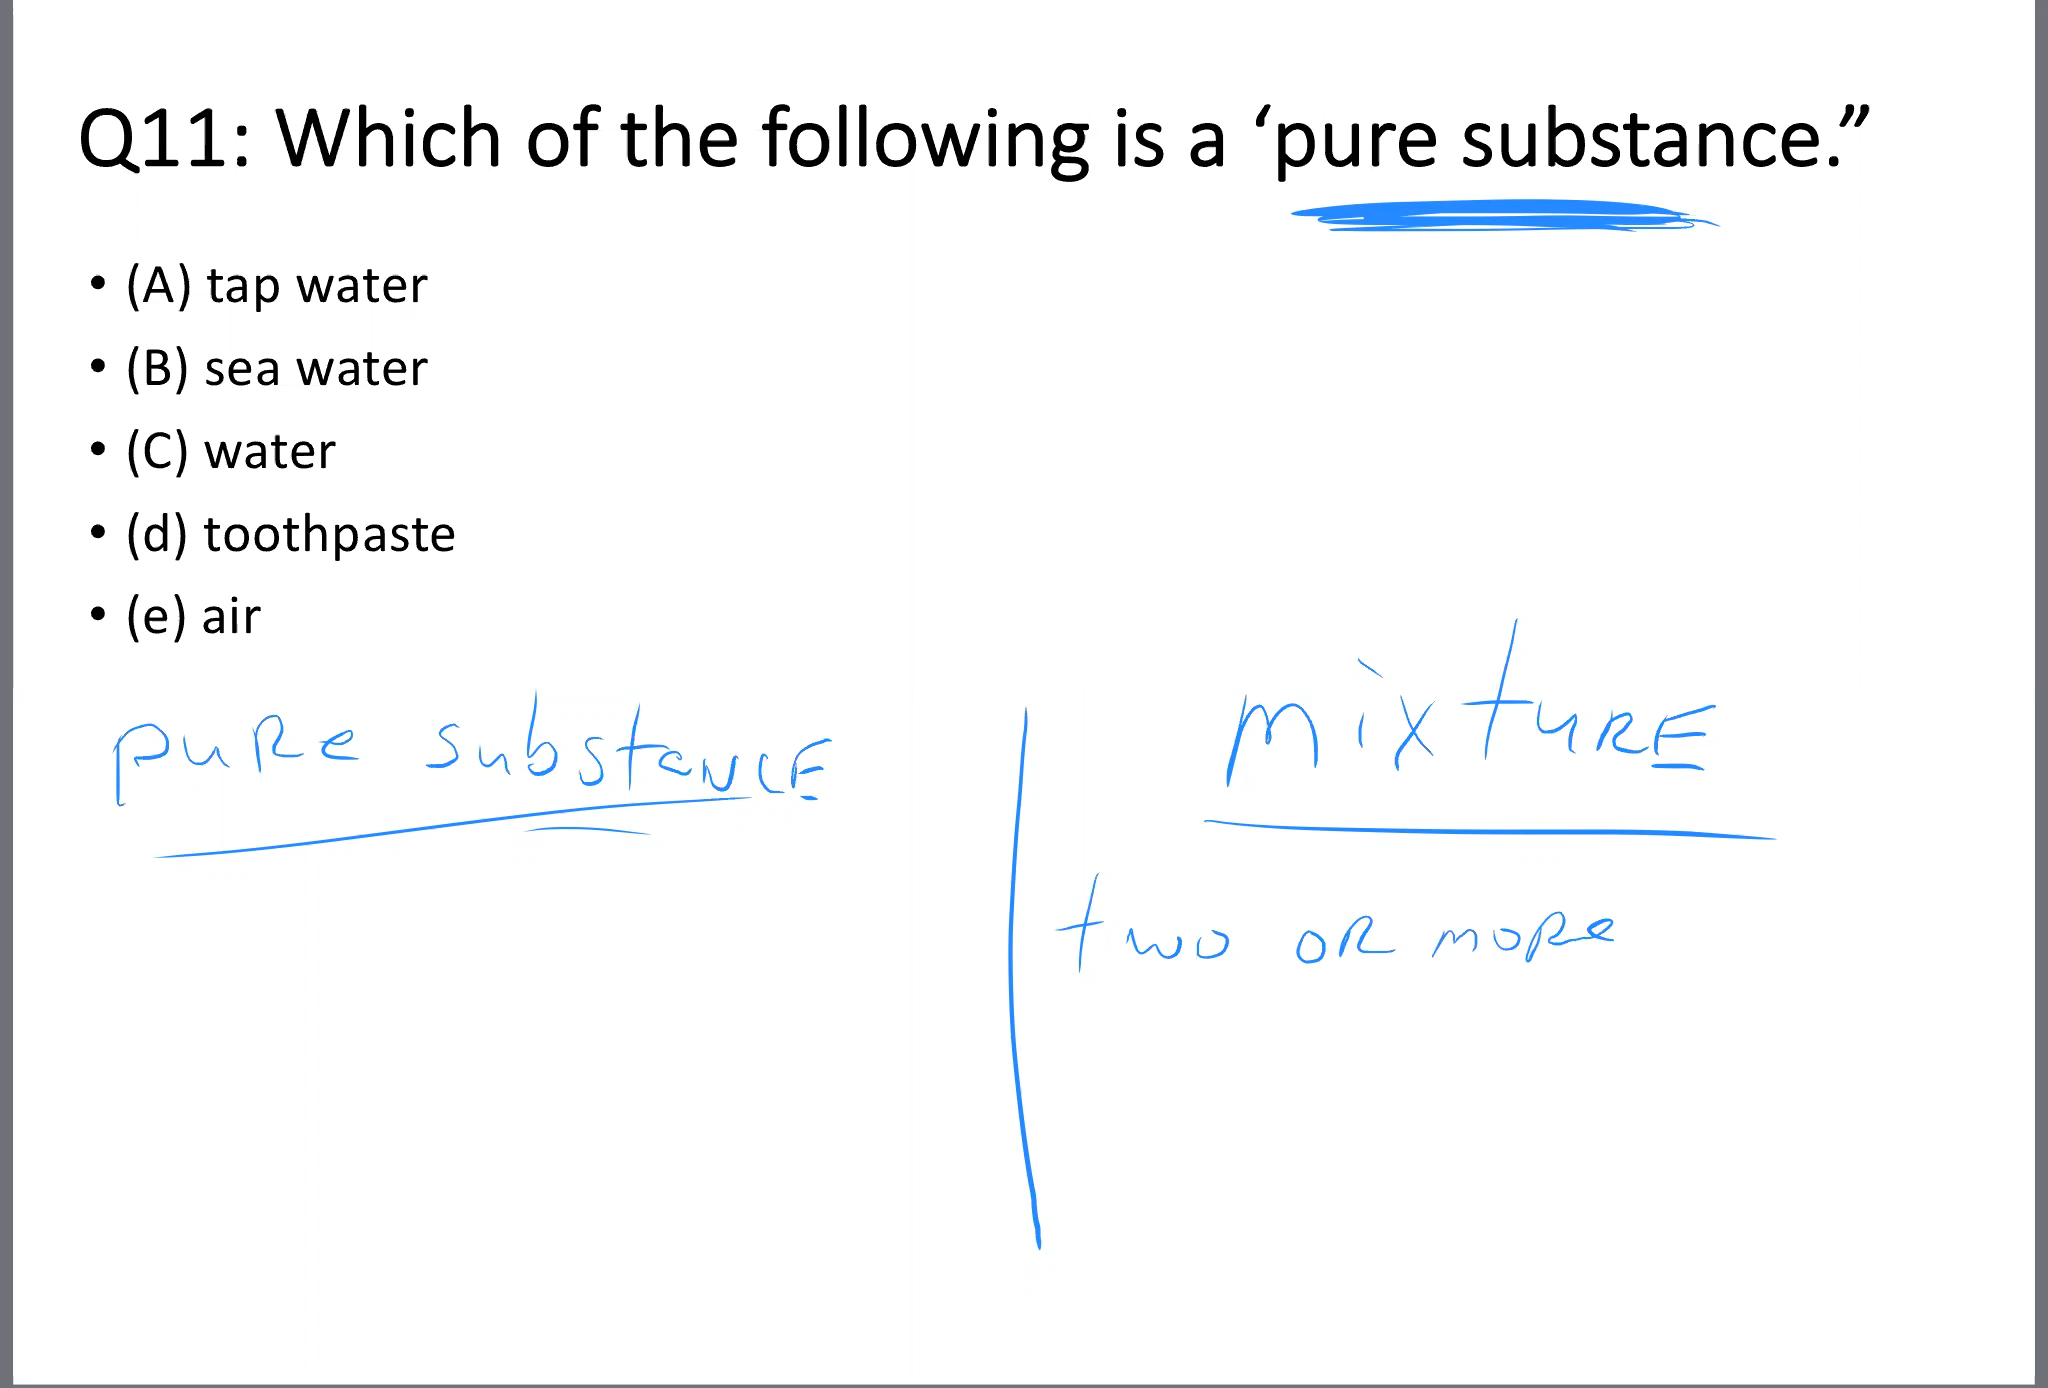 Q11: Which of the following is a ‘pure substance.”
• (A) tap water
• (B) sea water
• (C) water
• (d) toothpaste
• (e) air
pure substance
mixture
two or more